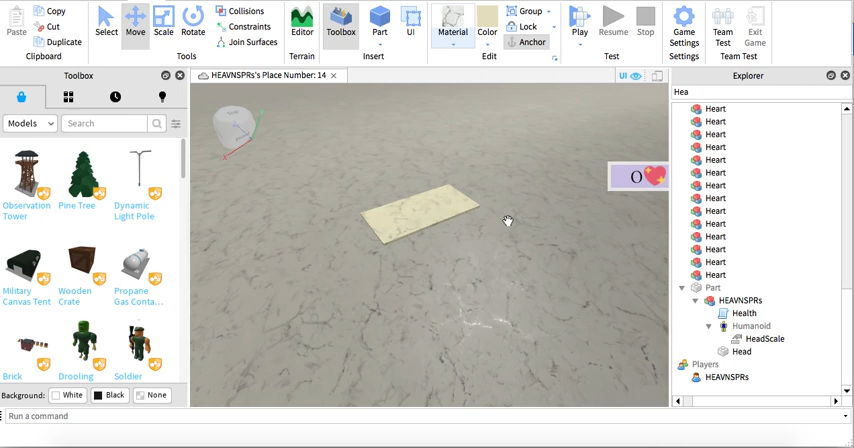 Paste
Copy
Cut
Duplicate
Clipboard
Select
Move
Scale
Rotate
Collisions
Constraints
Join Surfaces
Tools
Editor
Terrain
Toolbox
Part
UI
Insert
Material
Color
Group
Lock
Anchor
Edit
Play
Resume
Stop
Test
Game
Settings
Settings
Team
Test
Exit
Game
Team Test
Toolbox
HEAVNSPRs's Place Number: 14
UI
Explorer
Hea
Models
Search
Observation
Tower
Pine Tree
Dynamic
Light Pole
Military
Canvas Tent
Wooden
Crate
Propane
Gas Conta...
Brick
Drooling
Soldier
Background:
White
Black
None
O
Heart
Heart
Heart
Heart
Heart
Heart
Heart
Heart
Heart
Heart
Heart
Heart
Heart
Heart
Part
HEAVNSPRs
Health
Humanoid
HeadScale
Head
Players
HEAVNSPRs
Run a command